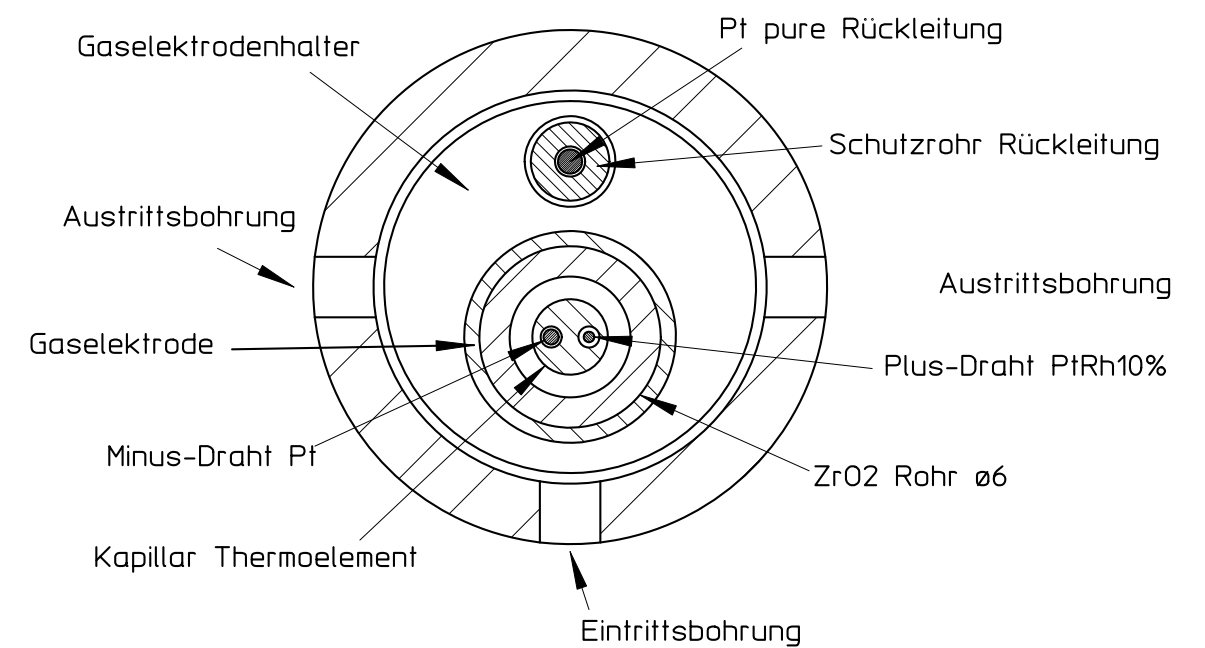 Pt pure Rückleitung
Gaselektrodenhalter
Schutzrohr Rückleitung
Austrittsbohrung
Austrittsbohrung
Gaselektrode
Plus-Draht PtRh10%
Minus-Draht Pt
ZrO2 Rohr ø6
Kapillar Thermoelement
Eintrittsbohrung